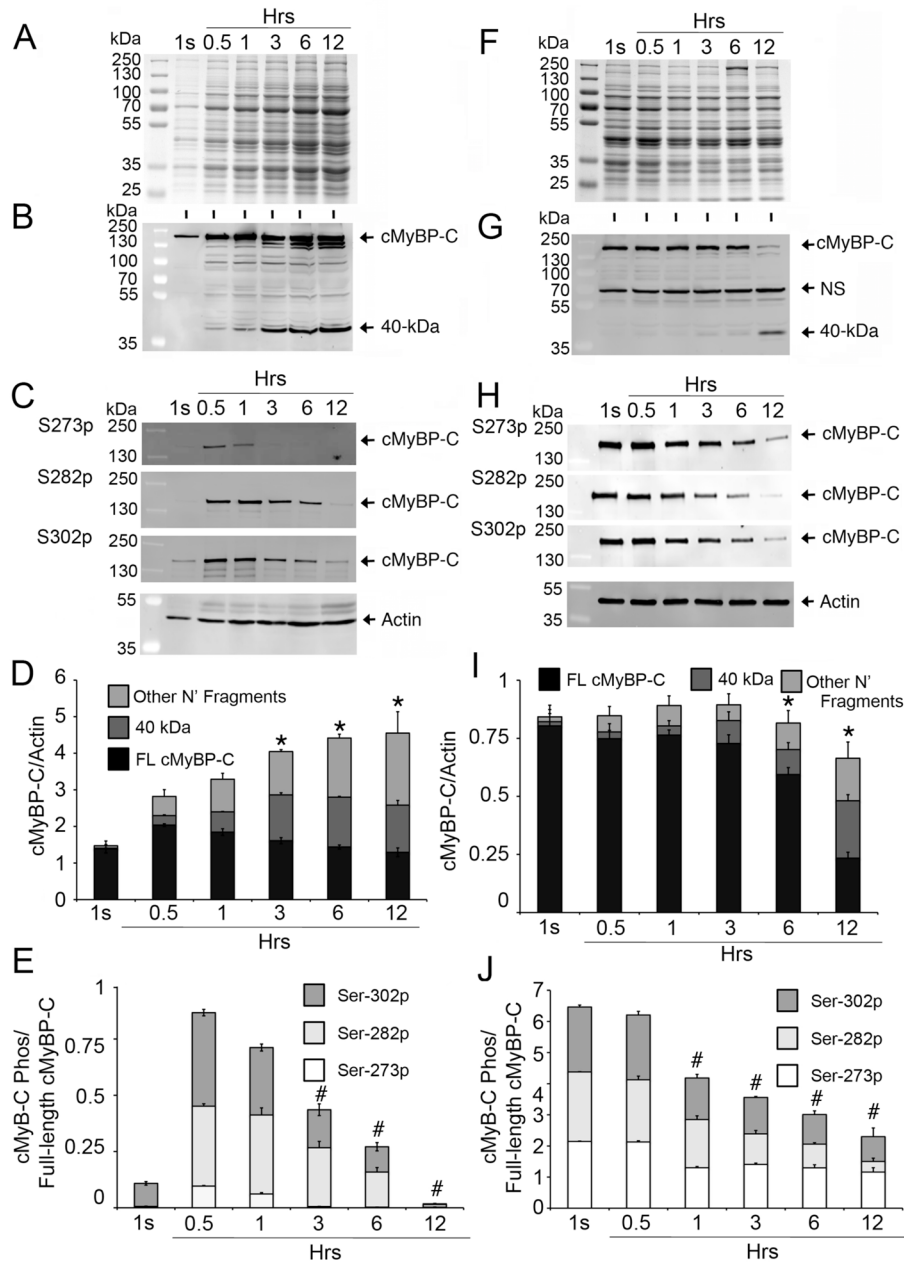 A
Hrs
kDa 1s 0.5 1 3 6 12
250
130
100
70
55
35
25
B
kDa
250
130
100
70
55
35
cMyBP-C
40-kDa
C
Hrs
kDa 1s 0.5 1 3 6 12
S273p
250
130
cMyBP-C
S282p
250
130
cMyBP-C
S302p
250
130
cMyBP-C
55
35
Actin
D
cMyBP-C/Actin
6
5
4
3
2
1
0
Other N' Fragments
40 kDa
FL cMyBP-C
* * *
1s 0.5 1 3 6 12
Hrs
E
cMyB-C Phos/
Full-length cMyBP-C
1
0.75
0.5
0.25
0
Ser-302p
Ser-282p
Ser-273p
# # #
1s 0.5 1 3 6 12
Hrs
F
Hrs
kDa 1s 0.5 1 3 6 12
250
130
100
70
55
35
25
G
kDa
250
130
100
70
55
35
cMyBP-C
NS
40-kDa
H
Hrs
kDa 1s 0.5 1 3 6 12
S273p
250
130
cMyBP-C
S282p
250
130
cMyBP-C
S302p
250
130
cMyBP-C
55
35
Actin
I
cMyBP-C/Actin
1
0.75
0.5
0.25
0
FL cMyBP-C
40 kDa
Other N' Fragments
* *
1s 0.5 1 3 6 12
Hrs
J
cMyB-C Phos/
Full-length cMyBP-C
7
6
5
4
3
2
1
0
Ser-302p
Ser-282p
Ser-273p
# # # #
1s 0.5 1 3 6 12
Hrs